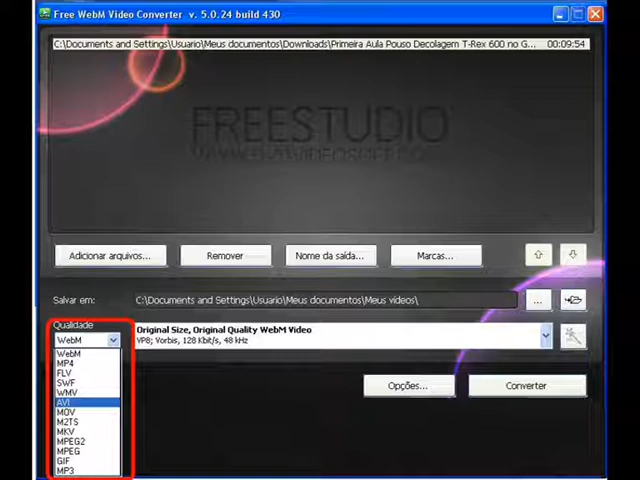 Free WebM Video Converter v. 5.0.24 build 430
C:\Documents and Settings\Usuario\Meus documentos\Downloads\Primeira Aula Pouso Decolagem T-Rex 600 no G... 00:09:54
FREESTUDIO
Adicionar arquivos... Remover Nome da saída... Marcas...
Salvar em: C:\Documents and Settings\Usuario\Meus documentos\Meus vídeos\ ...
Qualidade
WebM
Original Size, Original Quality WebM Video
VP8; Vorbis, 128 Kbit/s, 48 kHz
WebM
MP4
FLV
SWF
WMV
AVI
MOV
M2TS
MKV
MPEG2
MPEG
GIF
MP3
Opções... Converter